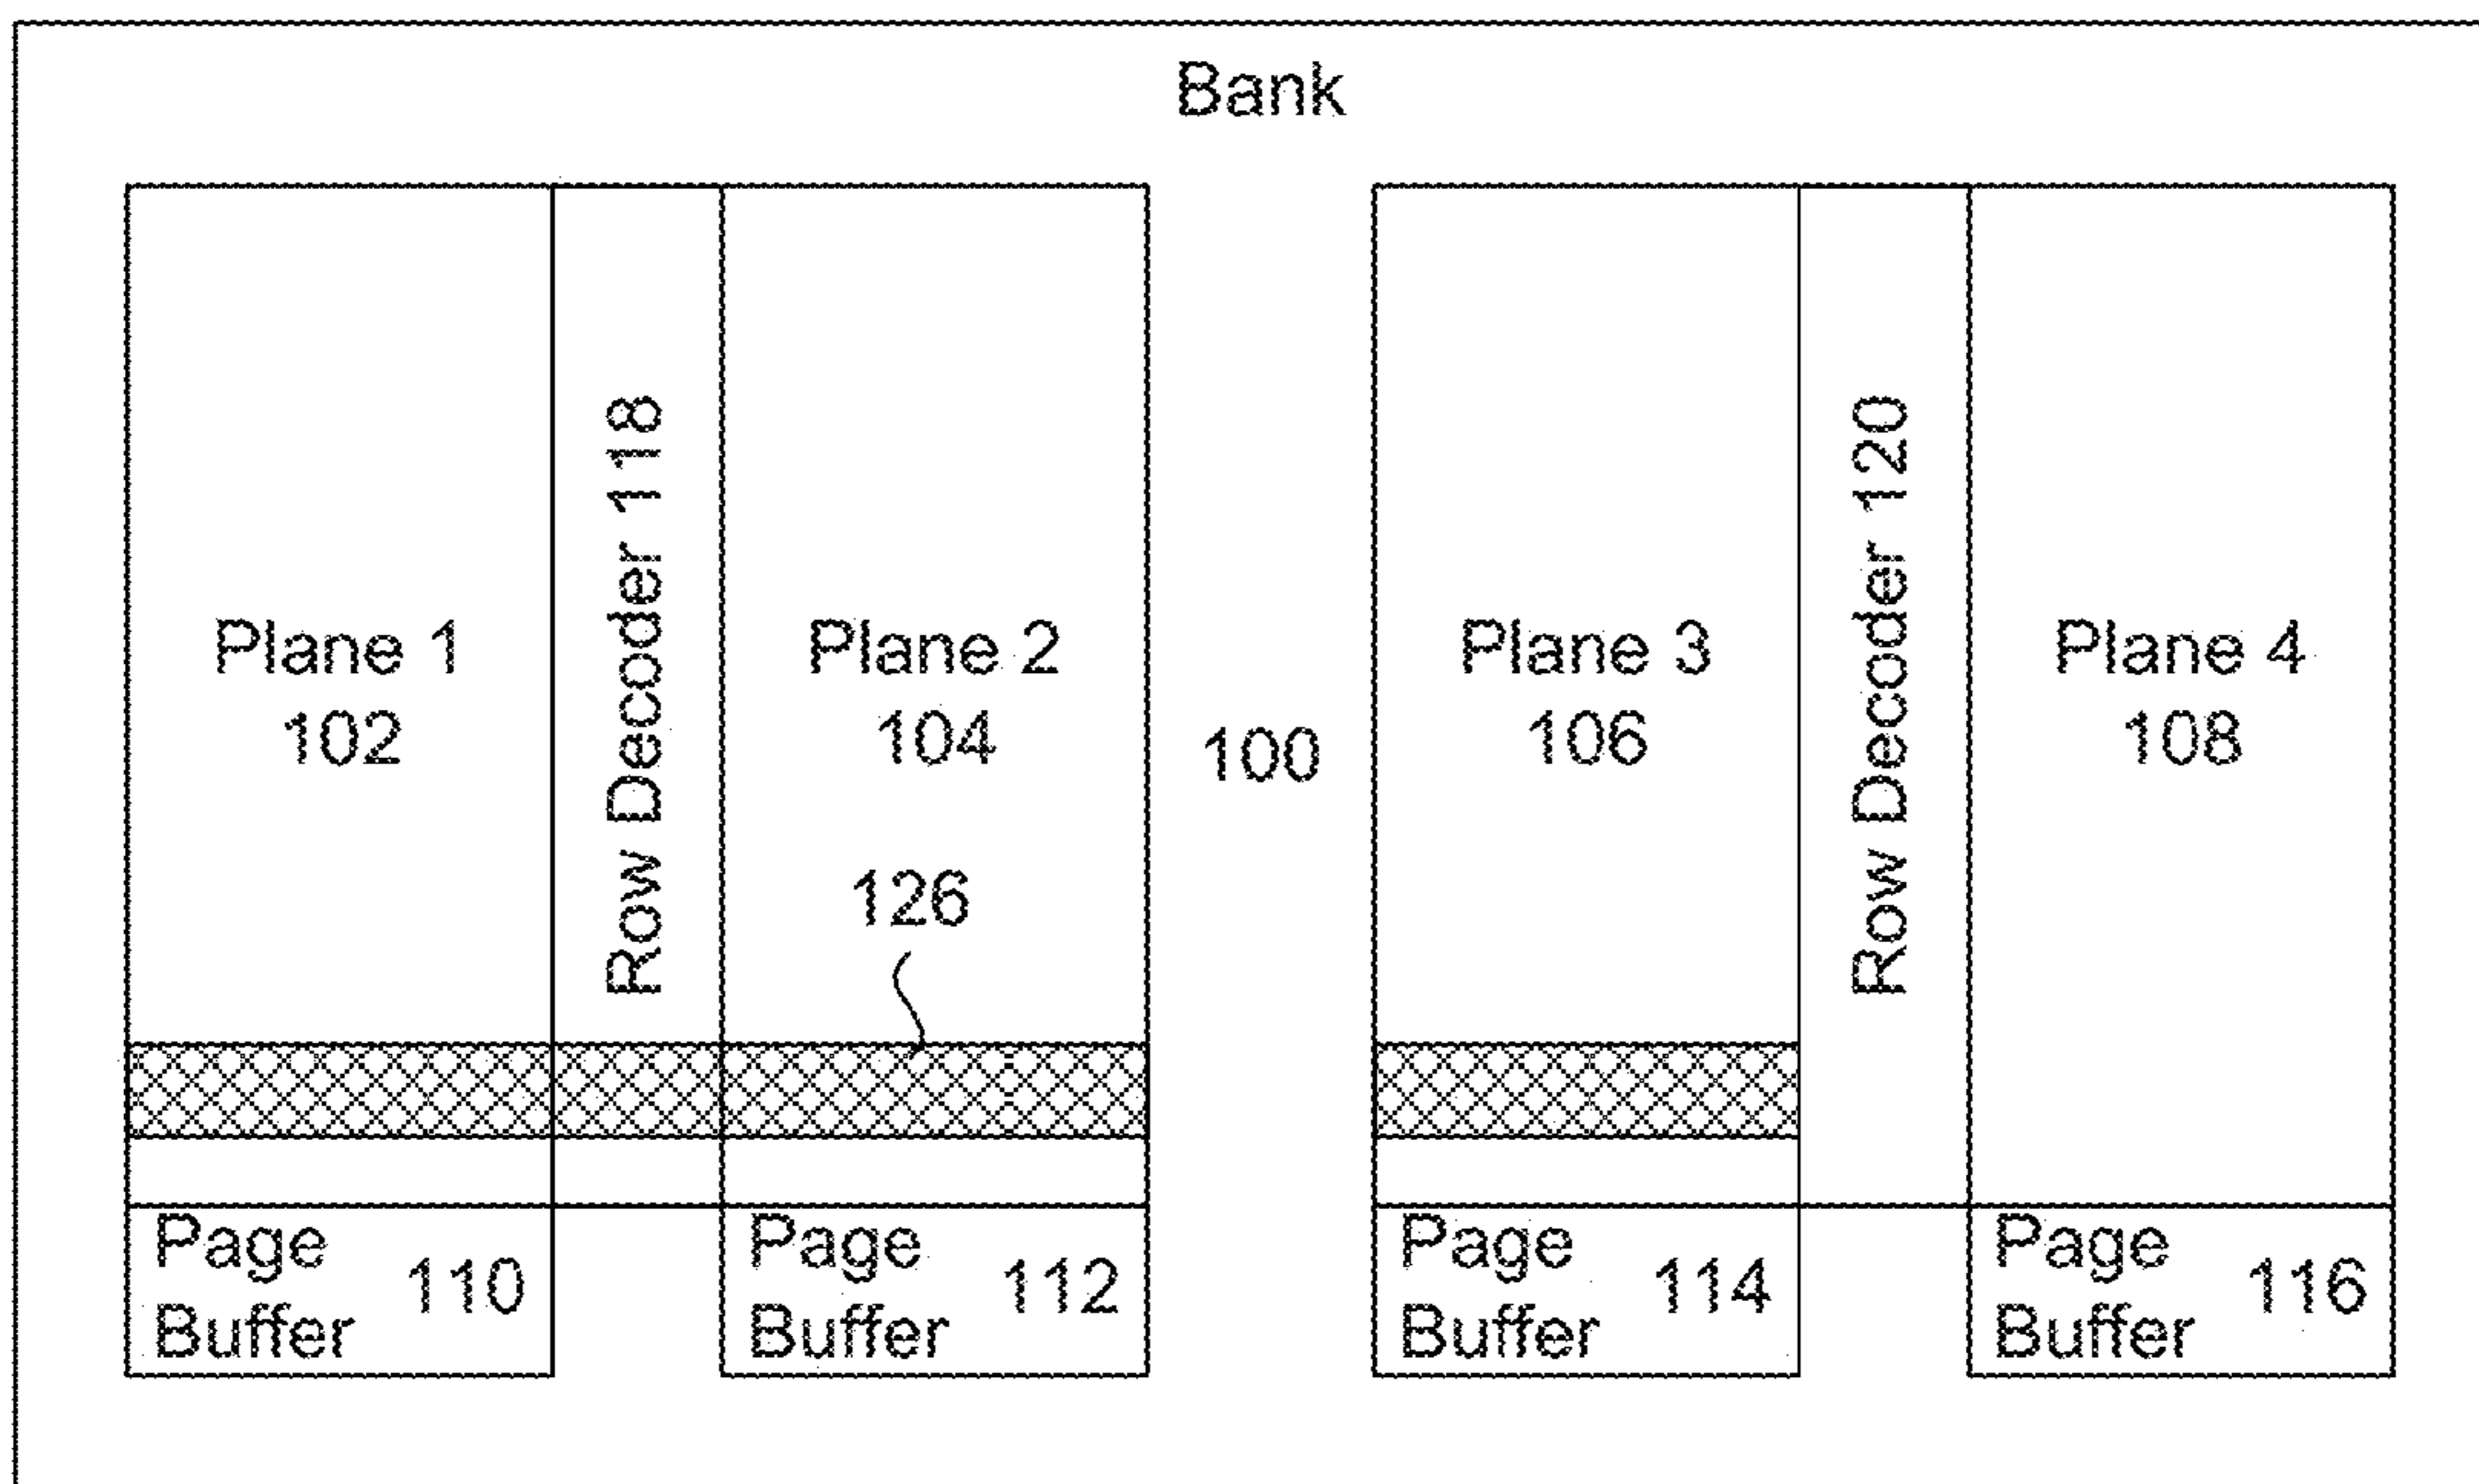 Bank
Plane 1
102
Row Decoder 118
Plane 2
104
126
100
Plane 3
106
Row Decoder 120
Plane 4
108
Page
Buffer
110
Page
Buffer
112
Page
Buffer
114
Page
Buffer
116